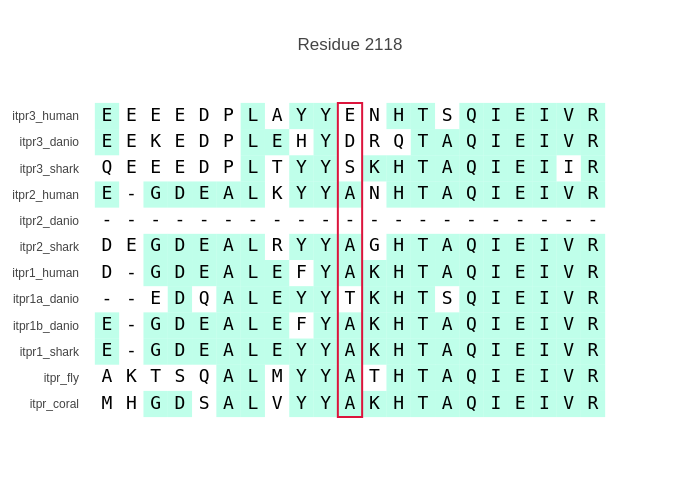 Residue 2118
itpr3_human E E E E D P L A Y Y E N H T S Q I E I V R
itpr3_danio E E K E D P L E H Y D R Q T A Q I E I V R
itpr3_shark Q E E E D P L T Y Y S K H T A Q I E I I R
itpr2_human E - G D E A L K Y Y A N H T A Q I E I V R
itpr2_danio - - - - - - - - - - - - - - - - - - - - -
itpr2_shark D E G D E A L R Y Y A G H T A Q I E I V R
itpr1_human D - G D E A L E F Y A K H T A Q I E I V R
itpr1a_danio - - E D Q A L E Y Y T K H T S Q I E I V R
itpr1b_danio E - G D E A L E F Y A K H T A Q I E I V R
itpr1_shark E - G D E A L E Y Y A K H T A Q I E I V R
itpr_fly A K T S Q A L M Y Y A T H T A Q I E I V R
itpr_coral M H G D S A L V Y Y A K H T A Q I E I V R